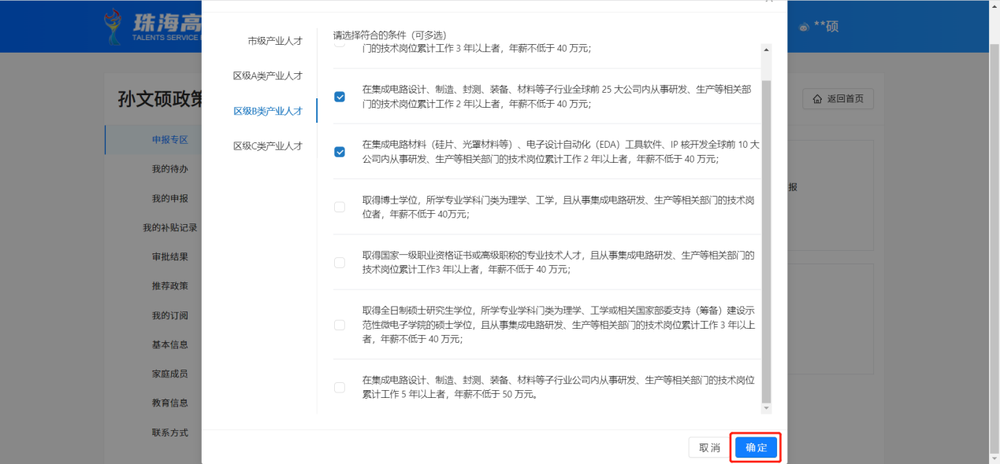 珠海高
TALENTS SERVICE
**硕
孙文硕政策
返回首页
申报专区
我的待办
我的申报
我的补贴记录
审批结果
推荐政策
我的订阅
基本信息
家庭成员
教育信息
联系方式
报
市级产业人才
区级A类产业人才
区级B类产业人才
区级C类产业人才
请选择符合的条件（可多选）
门的技术岗位累计工作 3 年以上者，年薪不低于 40 万元；
在集成电路设计、制造、封测、装备、材料等子行业全球前 25 大公司内从事研发、生产等相关部
门的技术岗位累计工作 2 年以上者，年薪不低于 40 万元；
在集成电路材料（硅片、光罩材料等）、电子设计自动化（EDA）工具软件、IP 核开发全球前 10 大
公司内从事研发、生产等相关部门的技术岗位累计工作 2 年以上者，年薪不低于 40 万元；
取得博士学位，所学专业学科门类为理学、工学，且从事集成电路研发、生产等相关部门的技术岗
位者，年薪不低于 40万元；
取得国家一级职业资格证书或高级职称的专业技术人才，且从事集成电路研发、生产等相关部门的
技术岗位累计工作3 年以上者，年薪不低于 40 万元；
取得全日制硕士研究生学位，所学专业学科门类为理学、工学或相关国家部委支持（筹备）建设示
范性微电子学院的硕士学位，且从事集成电路研发、生产等相关部门的技术岗位累计工作 3 年以上
者，年薪不低于 40 万元；
在集成电路设计、制造、封测、装备、材料等子行业公司内从事研发、生产等相关部门的技术岗位
累计工作 5 年以上者，年薪不低于 50 万元。
取消
确定